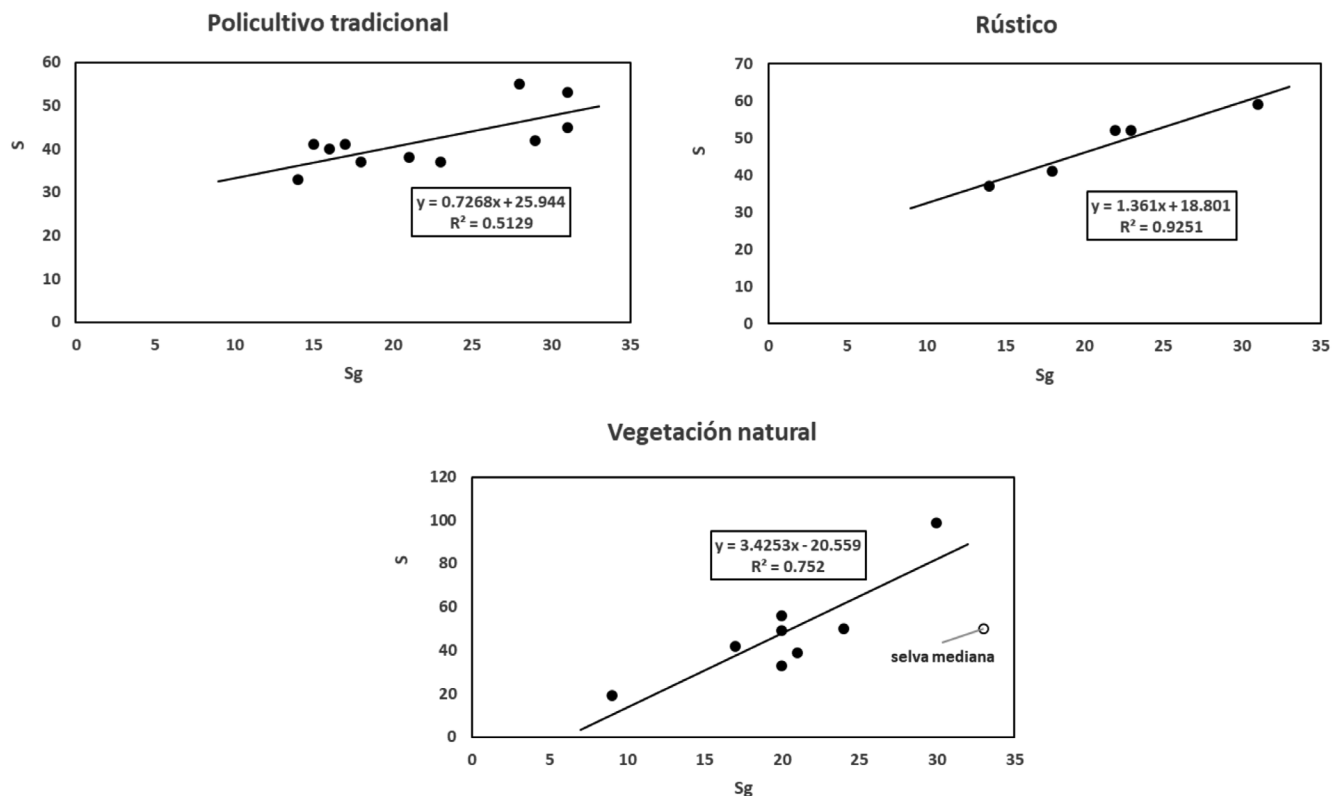 Policultivo tradicional
60
50
40
30
20
10
0
S
0 5 10 15 20 25 30 35
Sg
y = 0.7268x + 25.944
R² = 0.5129
Rústico
70
60
50
40
30
20
10
0
S
0 5 10 15 20 25 30 35
Sg
y = 1.361x + 18.801
R² = 0.9251
Vegetación natural
120
100
80
60
40
20
0
S
0 5 10 15 20 25 30 35
Sg
y = 3.4253x - 20.559
R² = 0.752
selva mediana